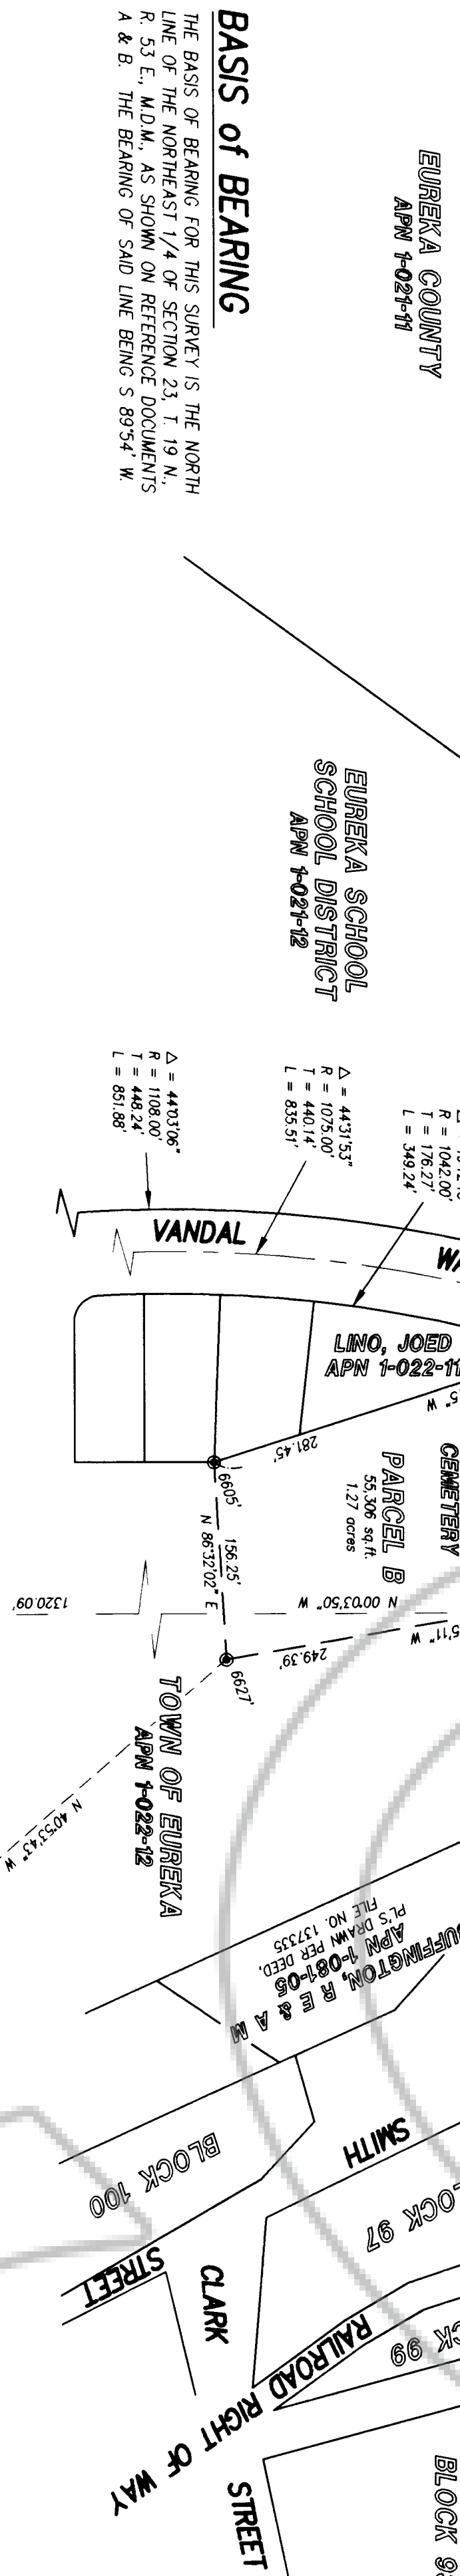 BASIS of BEARING
THE BASIS OF BEARING FOR THIS SURVEY IS THE NORTH
LINE OF THE NORTHEAST 1/4 OF SECTION 23, T. 19 N.,
R. 53 E., M.D.M., AS SHOWN ON REFERENCE DOCUMENTS
A & B. THE BEARING OF SAID LINE BEING S 89°54' W.
EUREKA COUNTY
APN 1-021-11
EUREKA SCHOOL
SCHOOL DISTRICT
APN 1-021-12
R = 1042.00'
T = 176.27'
L = 349.24'
Δ = 44°31'53"
R = 1075.00'
T = 440.14'
L = 835.51'
Δ = 44°03'06"
R = 1108.00'
T = 448.24'
L = 851.88'
VANDAL
LINO, JOED
APN 1-022-11
281.45'
6605'
CEMETERY
PARCEL B
55,306 sq.ft.
1.27 acres
156.25'
N 86°32'02" E
N 00°03'50" W
1320.09'
249.39'
6627'
TOWN OF EUREKA
APN 1-022-12
N 40°53'43" W
BUFFINGTON, R E & A M
APN 1-081-05
PL'S DRAWN PER DEED,
FILE NO. 137335
BLOCK 100
SMITH
STREET
CLARK
STREET
RAILROAD RIGHT OF WAY